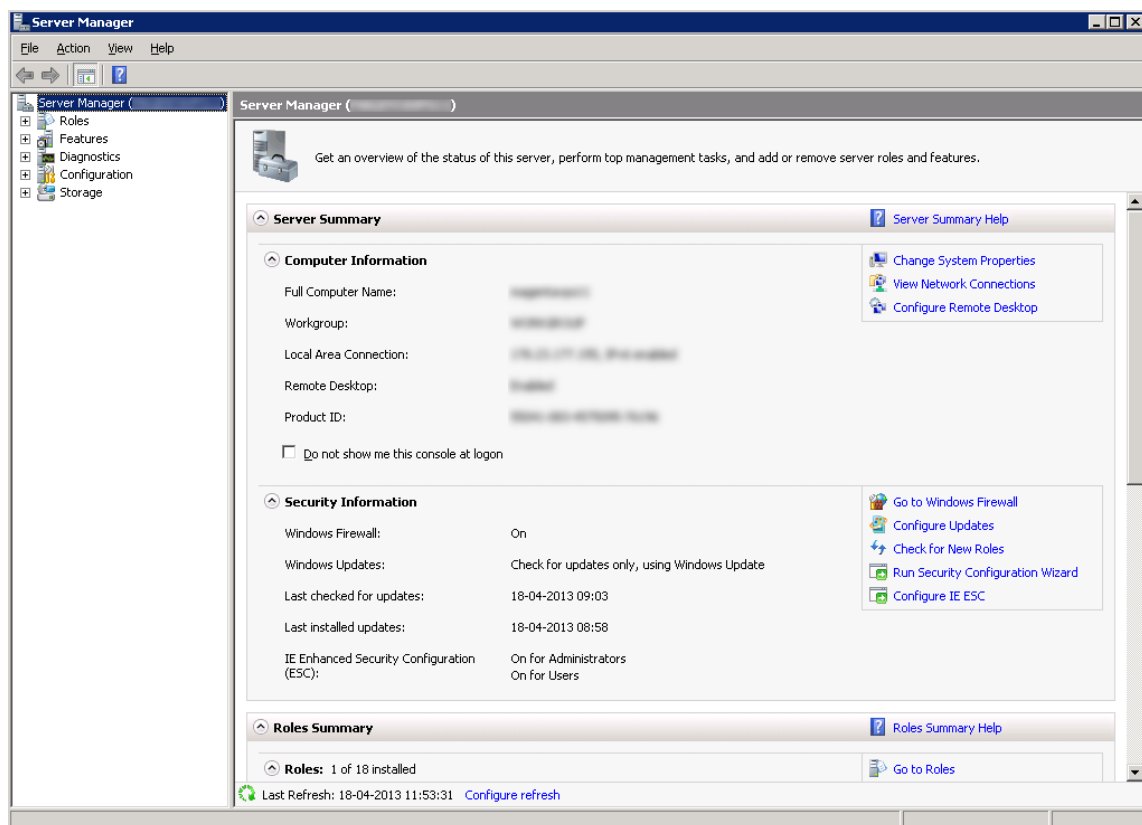 Server Manager
File Action View Help
Server Manager ( )
Roles
Features
Diagnostics
Configuration
Storage
Server Manager ( )
Get an overview of the status of this server, perform top management tasks, and add or remove server roles and features.
Server Summary
Server Summary Help
Computer Information
Full Computer Name:
Workgroup:
Local Area Connection:
Remote Desktop:
Product ID:
Do not show me this console at logon
Change System Properties
View Network Connections
Configure Remote Desktop
Security Information
Windows Firewall: On
Windows Updates: Check for updates only, using Windows Update
Last checked for updates: 18-04-2013 09:03
Last installed updates: 18-04-2013 08:58
IE Enhanced Security Configuration On for Administrators
(ESC): On for Users
Go to Windows Firewall
Configure Updates
Check for New Roles
Run Security Configuration Wizard
Configure IE ESC
Roles Summary
Roles Summary Help
Roles: 1 of 18 installed
Go to Roles
Last Refresh: 18-04-2013 11:53:31 Configure refresh